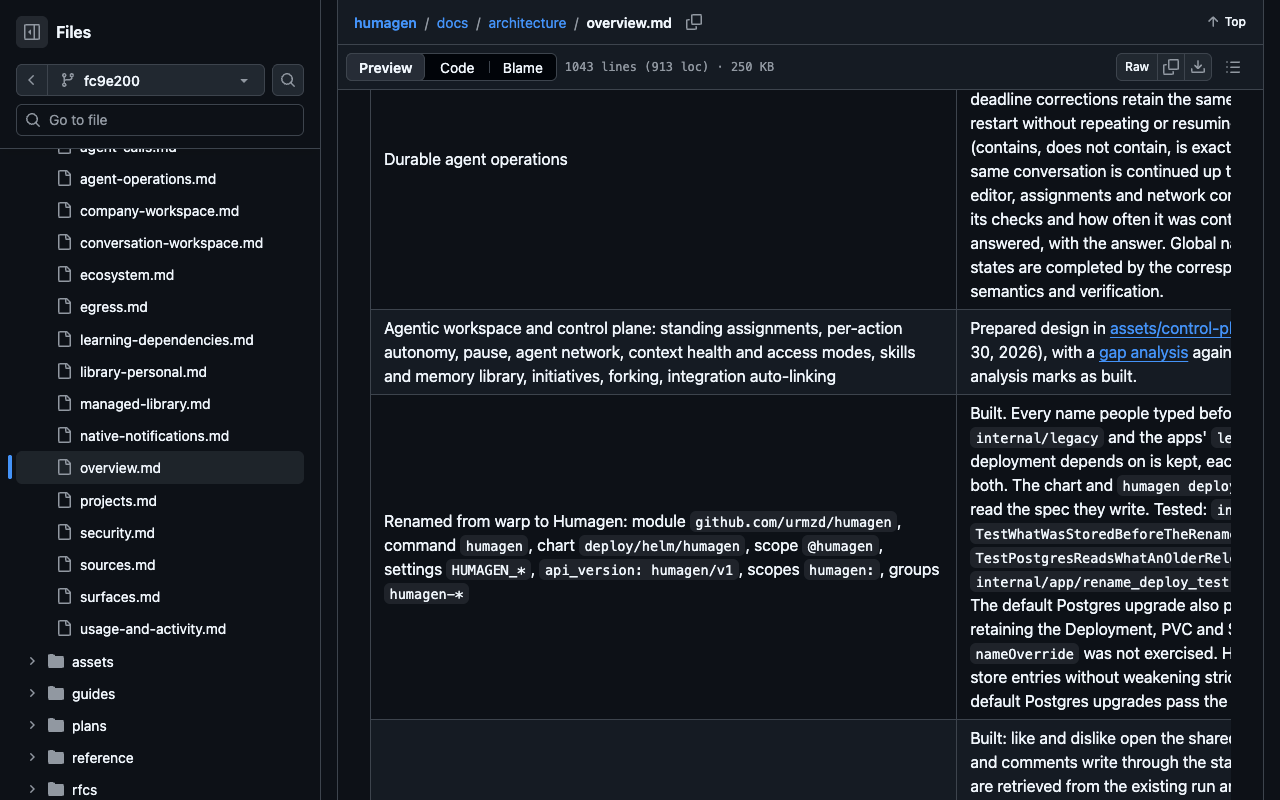 Files
fc9e200
Go to file
agent-calls.md
agent-operations.md
company-workspace.md
conversation-workspace.md
ecosystem.md
egress.md
learning-dependencies.md
library-personal.md
managed-library.md
native-notifications.md
overview.md
projects.md
security.md
sources.md
surfaces.md
usage-and-activity.md
assets
guides
plans
reference
rfcs
humagen / docs / architecture / overview.md
Top
Preview Code Blame 1043 lines (913 loc) · 250 KB
Raw
Durable agent operations
deadline corrections retain the same
restart without repeating or resumin
(contains, does not contain, is exact
same conversation is continued up t
editor, assignments and network cor
its checks and how often it was cont
answered, with the answer. Global na
states are completed by the corresp
semantics and verification.
Agentic workspace and control plane: standing assignments, per-action
autonomy, pause, agent network, context health and access modes, skills
and memory library, initiatives, forking, integration auto-linking
Prepared design in assets/control-pl
30, 2026), with a gap analysis again
analysis marks as built.
Renamed from warp to Humagen: module github.com/urmzd/humagen,
command humagen, chart deploy/helm/humagen, scope @humagen,
settings HUMAGEN_*, api_version: humagen/v1, scopes humagen:, groups
humagen-*
Built. Every name people typed befo
internal/legacy and the apps' le
deployment depends on is kept, eac
both. The chart and humagen deploy
read the spec they write. Tested: in
TestWhatWasStoredBeforeTheRename
TestPostgresReadsWhatAnOlderRele
internal/app/rename_deploy_test
The default Postgres upgrade also p
retaining the Deployment, PVC and S
nameOverride was not exercised. H
store entries without weakening stric
default Postgres upgrades pass the
Built: like and dislike open the shared
and comments write through the sta
are retrieved from the existing run ar